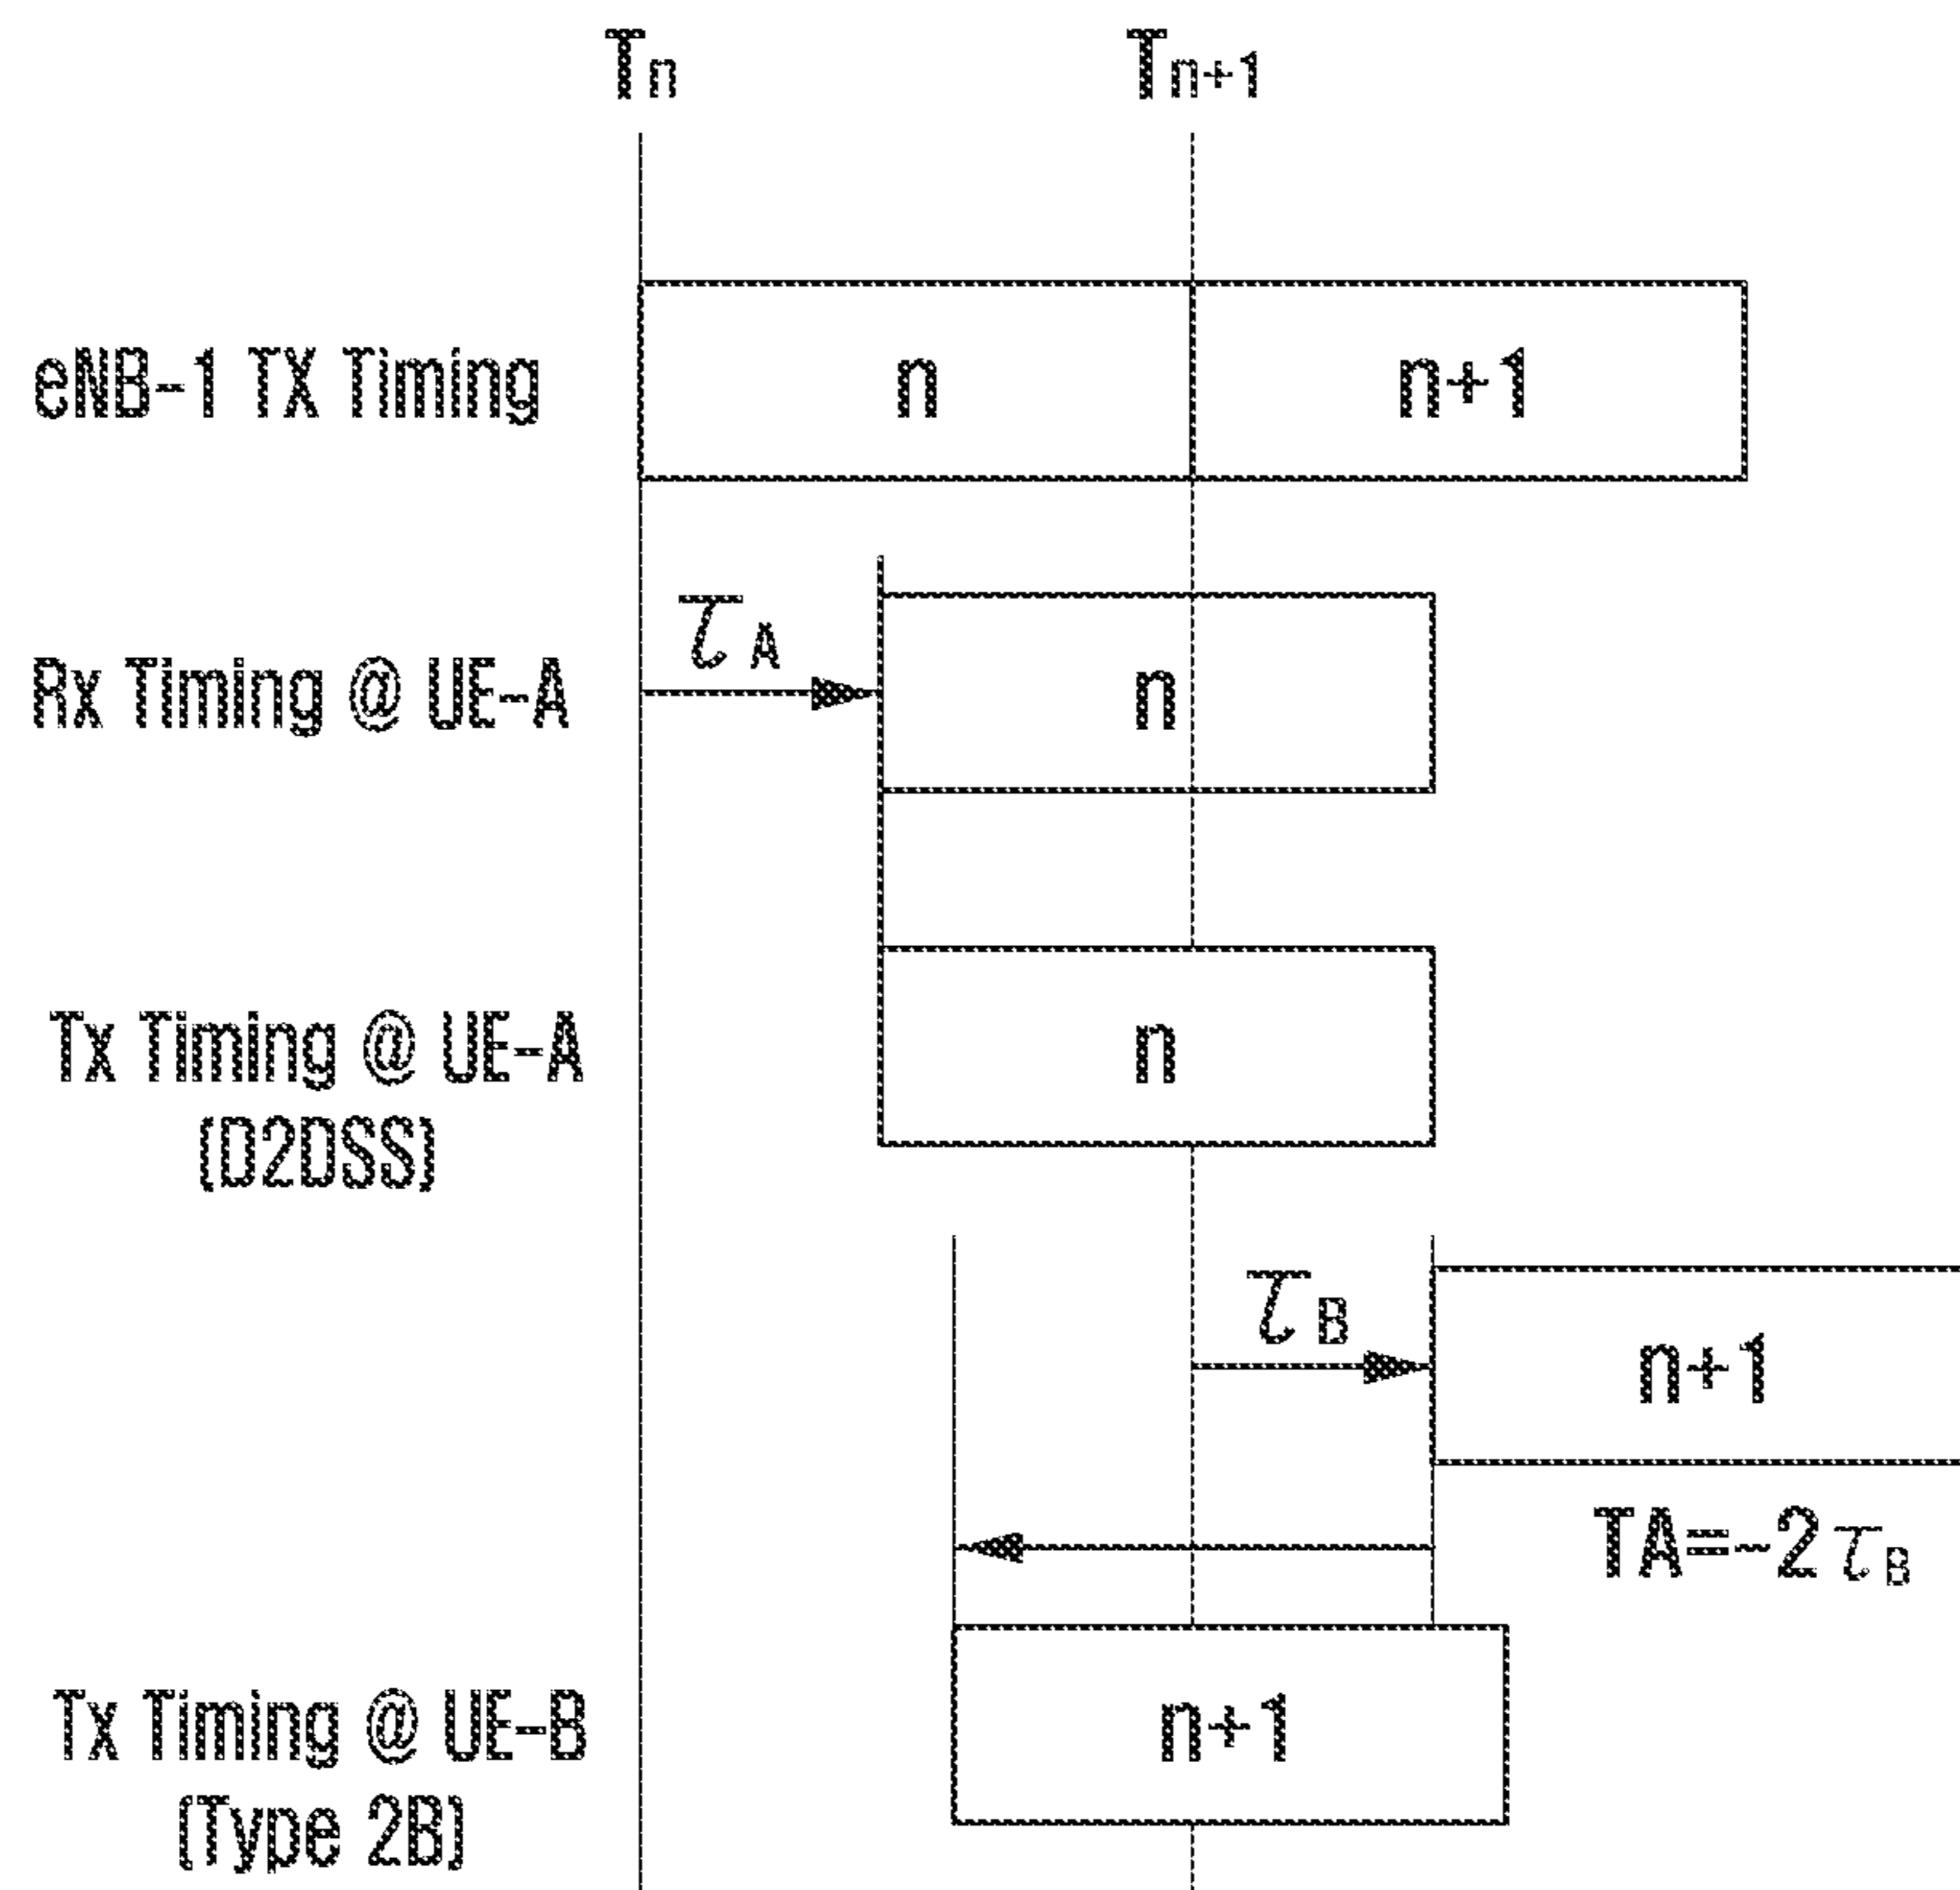 Tn Tn+1
eNB-1 TX Timing n n+1
τA
Rx Timing @ UE-A n
Tx Timing @ UE-A n
(D2DSS)
τB
n+1
TA=-2τB
Tx Timing @ UE-B n+1
(Type 2B)